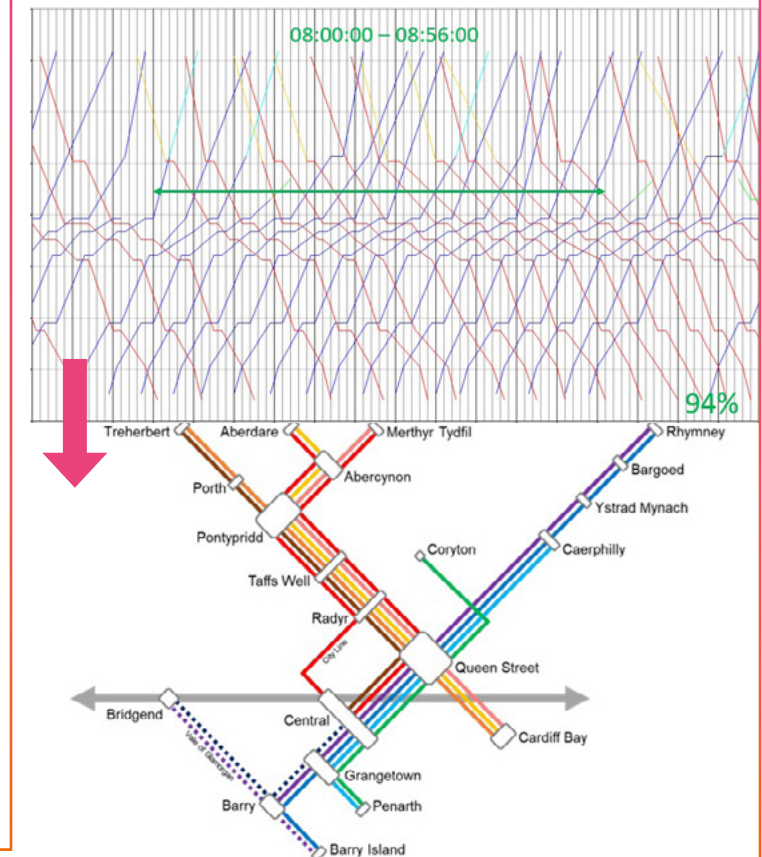 08:00:00 – 08:56:00
94%
Treherbert
Aberdare
Merthyr Tydfil
Rhymney
Bargoed
Abercynon
Porth
Ystrad Mynach
Pontypridd
Coryton
Caerphilly
Taffs Well
Radyr
City Line
Queen Street
Bridgend
Central
Cardiff Bay
Vale of Glamorgan
Grangetown
Barry
Penarth
Barry Island